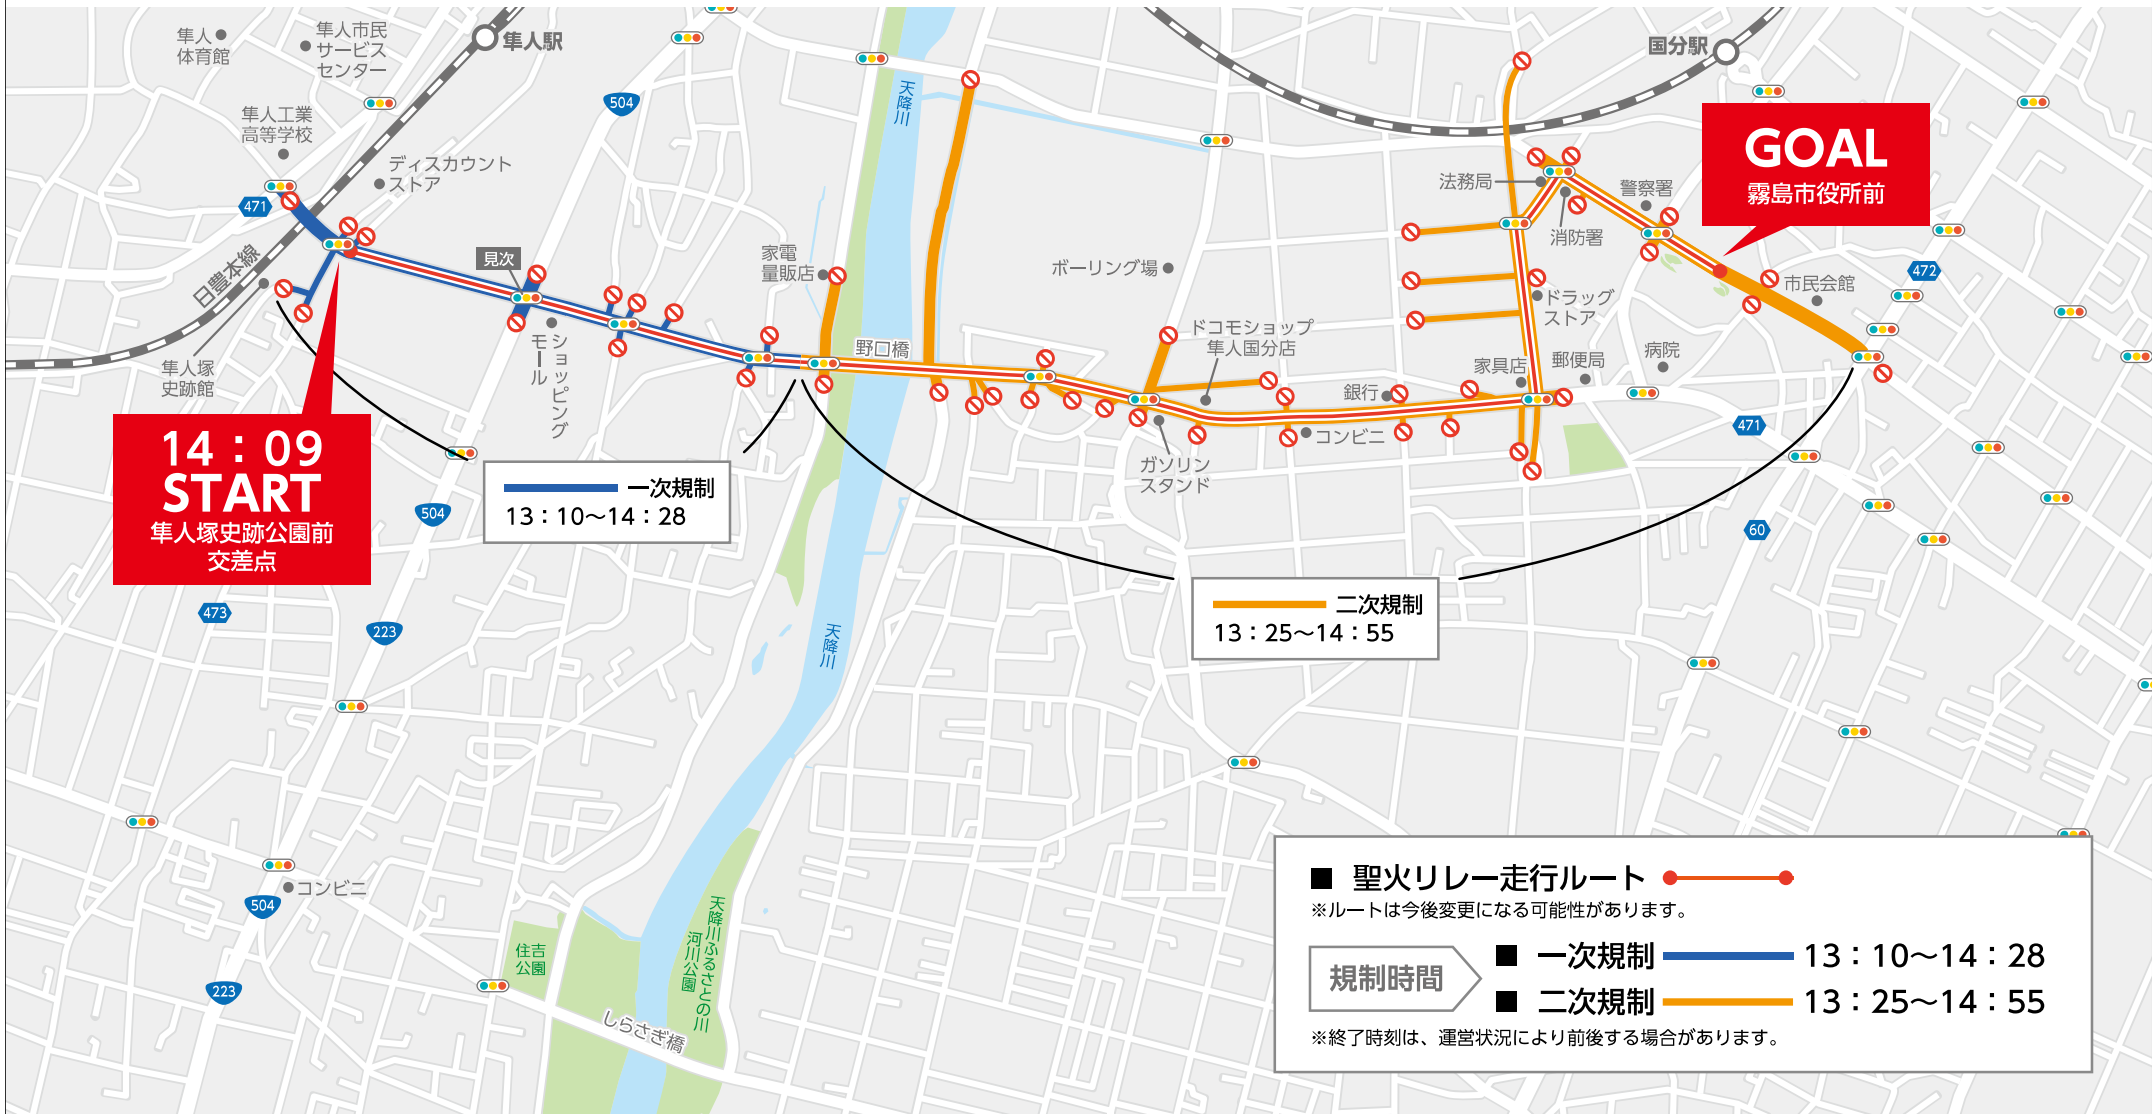 隼人
体育館
隼人市民
サービス
センター
隼人駅
国分駅
隼人工業
高等学校
ディスカウント
ストア
504
471
天降川
GOAL
霧島市役所前
法務局
消防署
警察署
472
日豊本線
見次
家電
量販店
ボーリング場
市民会館
ドラッグ
ストア
隼人塚
史跡館
ショッピング
モール
野口橋
ドコモショップ
隼人国分店
家具店
郵便局
病院
銀行
コンビニ
ガソリン
スタンド
471
14：09
START
隼人塚史跡公園前
交差点
504
一次規制
13：10～14：28
60
二次規制
13：25～14：55
473
223
天降川
コンビニ
504
223
住吉
公園
天降川ふるさとの川
河川公園
しらさぎ橋
■ 聖火リレー走行ルート
※ルートは今後変更になる可能性があります。
規制時間
■ 一次規制 13：10～14：28
■ 二次規制 13：25～14：55
※終了時刻は、運営状況により前後する場合があります。